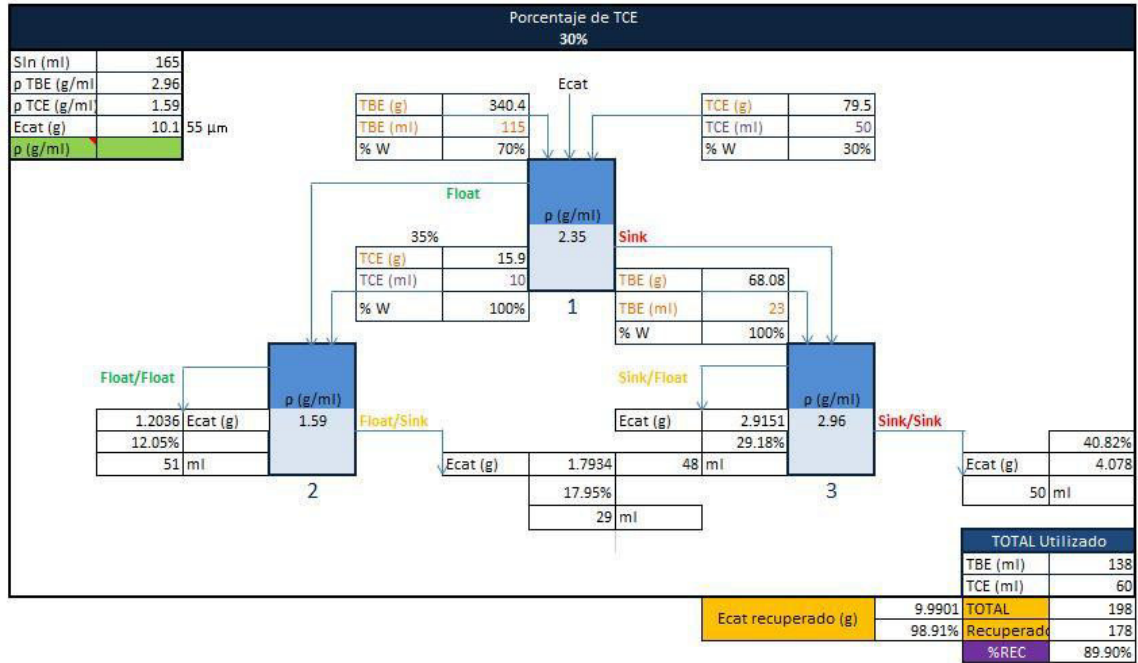 Porcentaje de TCE
30%
Sln (ml) 165
ρ TBE (g/ml
ρ TCE (g/ml)
2.96
1.59
Ecat (g) 10.1 55 μm
ρ (g/ml)
Ecat
TBE (g) 340.4
TBE (ml) 115
% W 70%
TCE (g) 79.5
TCE (ml) 50
% W 30%
Float
ρ (g/ml)
2.35
Sink
1
35%
TCE (g) 15.9
TCE (ml) 10
% W 100%
TBE (g) 68.08
TBE (ml) 23
% W 100%
Float/Float
ρ (g/ml)
1.59
Float/Sink
2
1.2036 Ecat (g)
12.05%
51 ml
Ecat (g) 1.7934
17.95%
29 ml
Sink/Float
ρ (g/ml)
2.96
Sink/Sink
3
Ecat (g) 2.9151
29.18%
48 ml
40.82%
Ecat (g) 4.078
50 ml
TOTAL Utilizado
TBE (ml) 138
TCE (ml) 60
Ecat recuperado (g) 9.9901
98.91%
TOTAL 198
Recuperado 178
%REC 89.90%